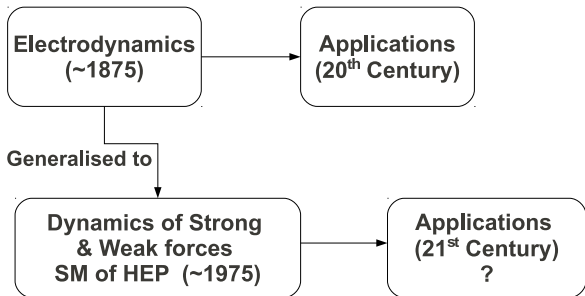 Electrodynamics
(~1875)
Applications
(20th Century)
Generalised to
Dynamics of Strong
& Weak forces
SM of HEP (~1975)
Applications
(21st Century)
?